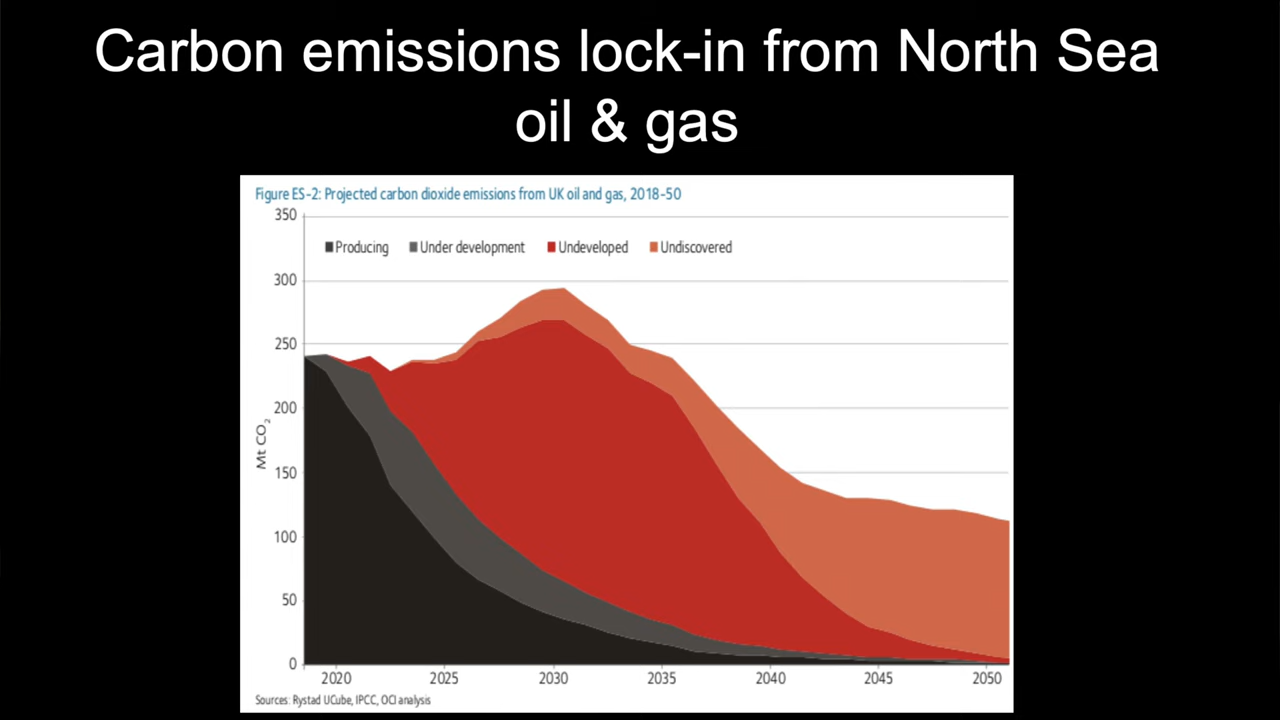 Carbon emissions lock-in from North Sea
oil & gas
Figure ES-2: Projected carbon dioxide emissions from UK oil and gas, 2018-50
350
Producing Under development Undeveloped Undiscovered
300
250
200
Mt CO₂
150
100
50
0
2020 2025 2030 2035 2040 2045 2050
Sources: Rystad UCube, IPCC, OCI analysis